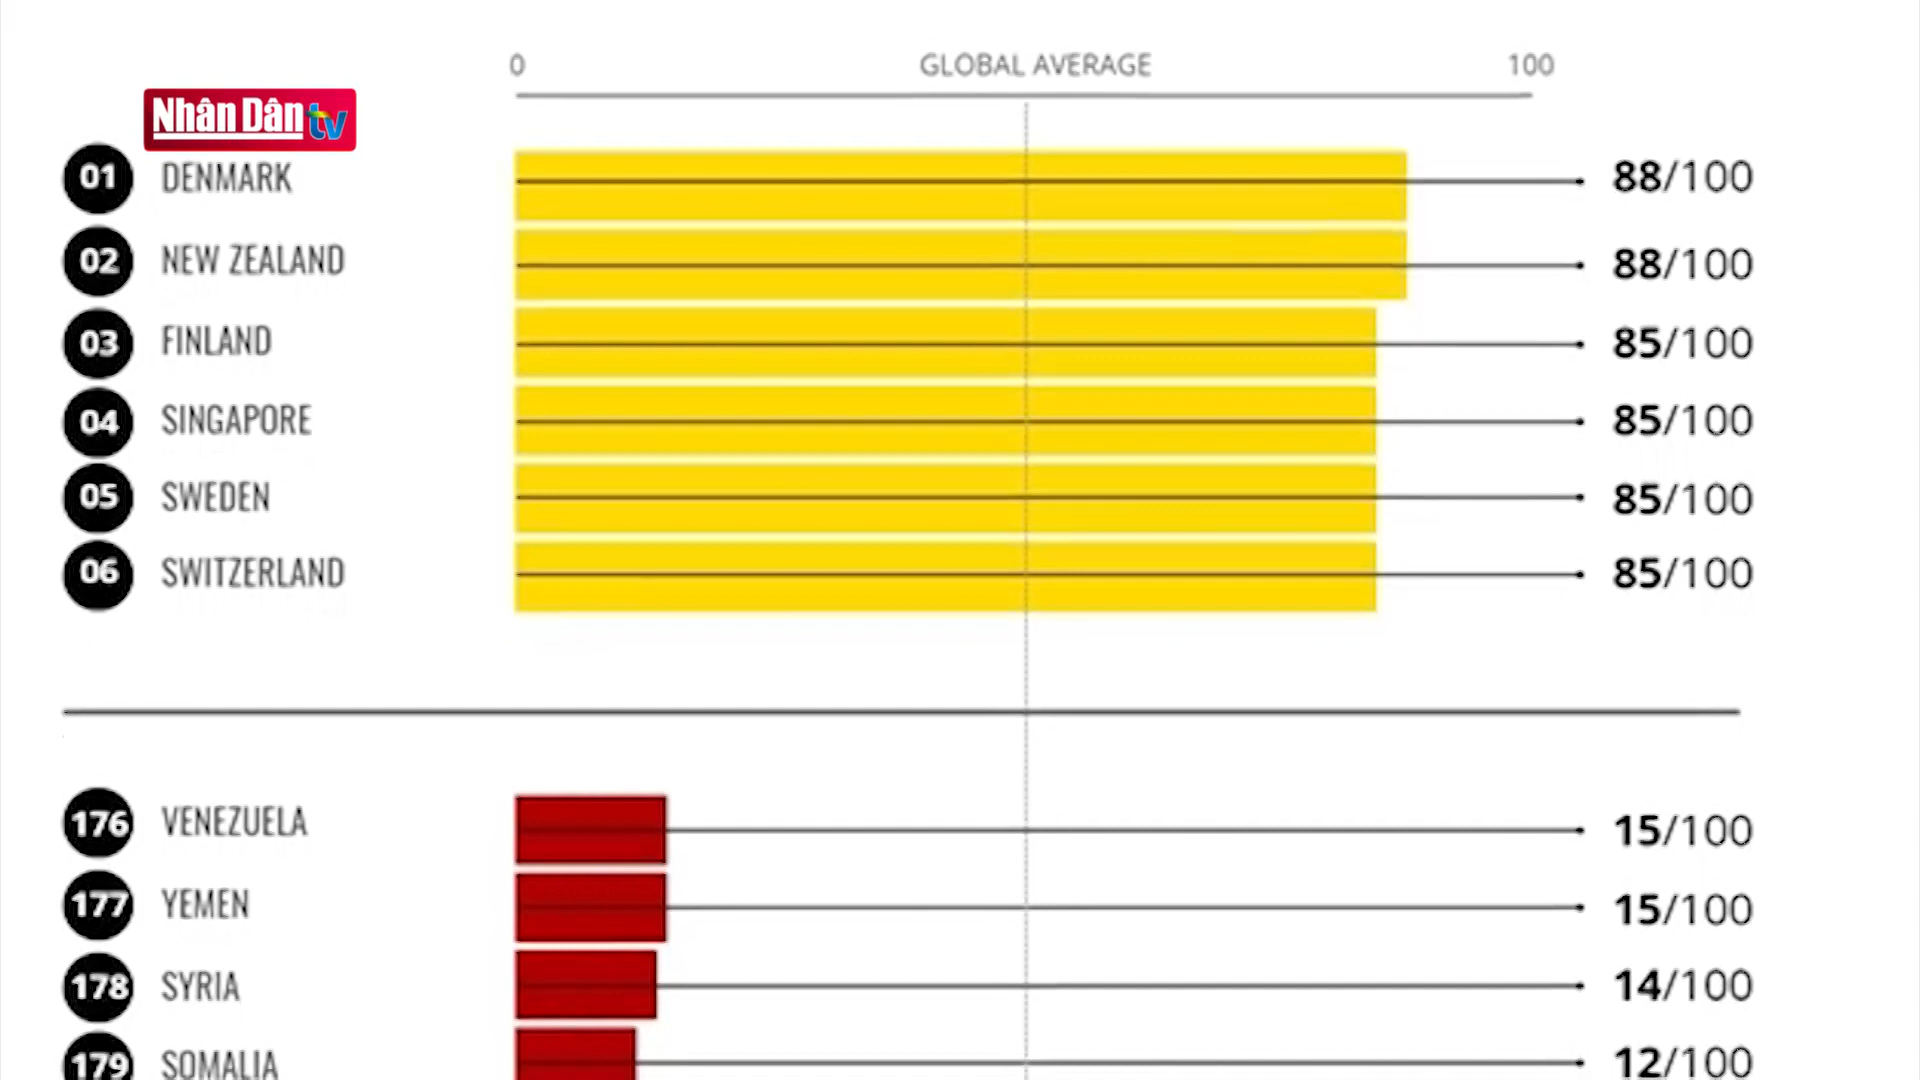 0 GLOBAL AVERAGE 100
Nhân Dân tv
01 DENMARK 88/100
02 NEW ZEALAND 88/100
03 FINLAND 85/100
04 SINGAPORE 85/100
05 SWEDEN 85/100
06 SWITZERLAND 85/100
176 VENEZUELA 15/100
177 YEMEN 15/100
178 SYRIA 14/100
179 SOMALIA 12/100